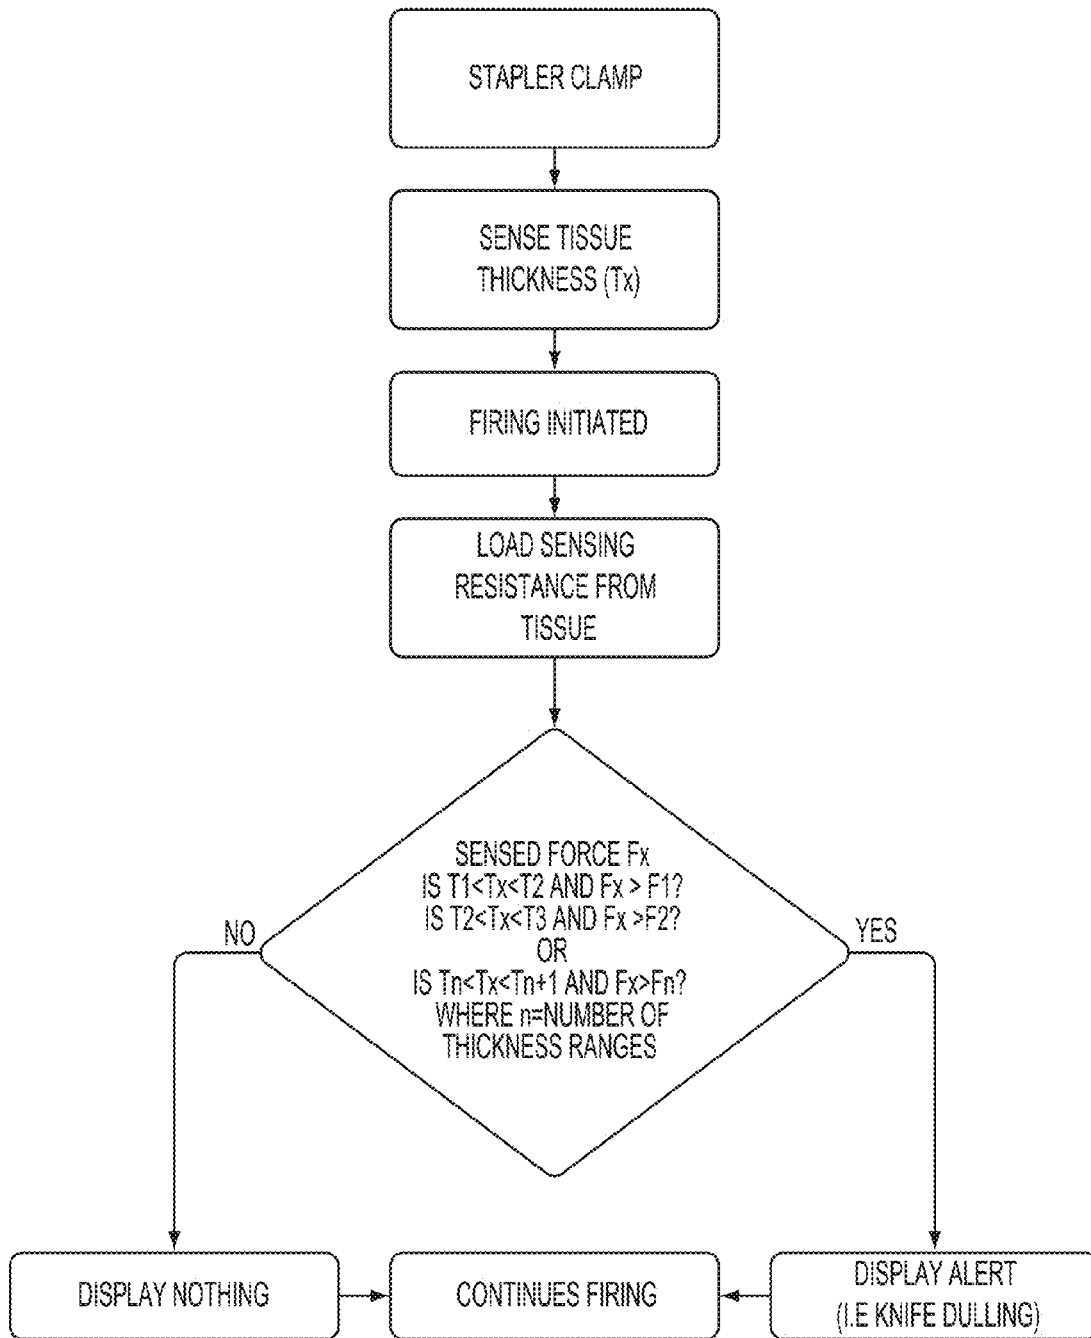 STAPLER CLAMP
SENSE TISSUE
THICKNESS (Tx)
FIRING INITIATED
LOAD SENSING
RESISTANCE FROM
TISSUE
SENSED FORCE Fx
IS T1<Tx<T2 AND Fx > F1?
IS T2<Tx<T3 AND Fx >F2?
OR
IS Tn<Tx<Tn+1 AND Fx>Fn?
WHERE n=NUMBER OF
THICKNESS RANGES
NO
YES
DISPLAY NOTHING
CONTINUES FIRING
DISPLAY ALERT
(I.E KNIFE DULLING)